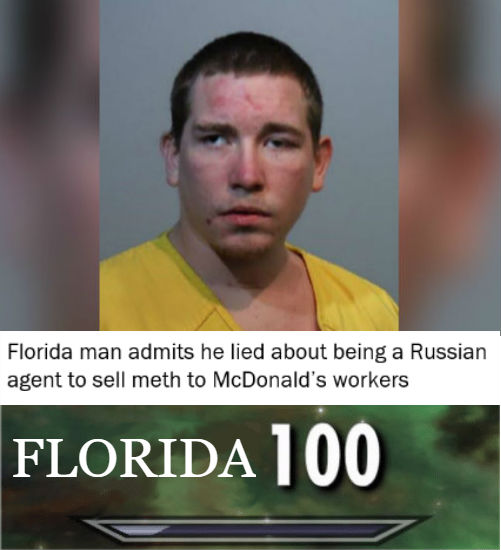 Florida man admits he lied about being a Russian
agent to sell meth to McDonald's workers
FLORIDA 100